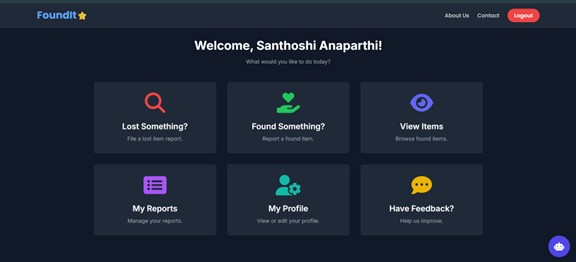 FoundIt
About Us Contact Logout
Welcome, Santhoshi Anaparthi!
What would you like to do today?
Lost Something? Found Something? View Items
File a lost item report. Report a found item. Browse found items.
My Reports My Profile Have Feedback?
Manage your reports. View or edit your profile. Help us improve.